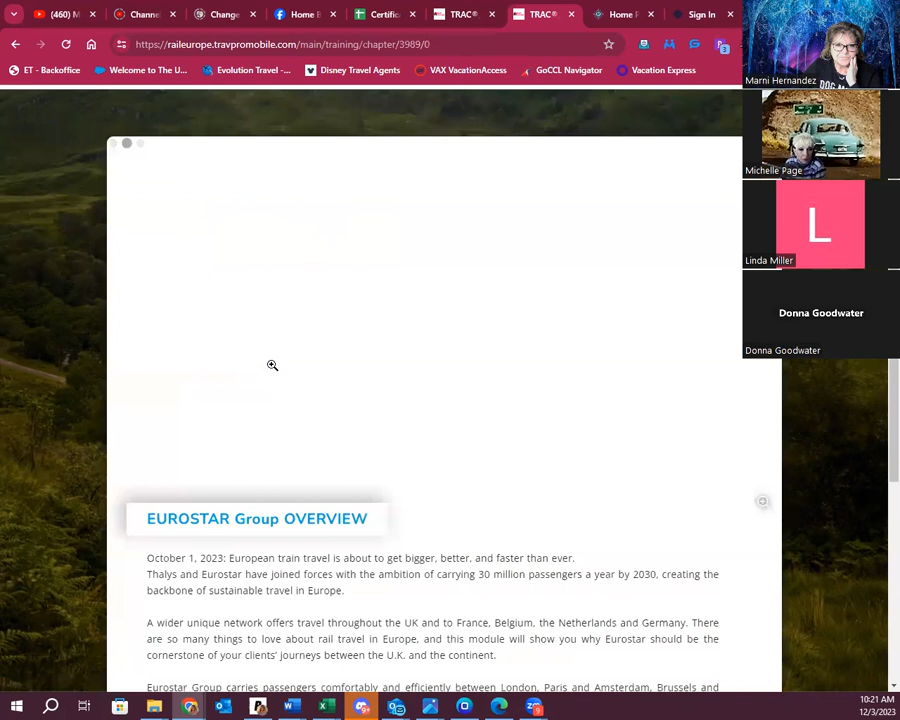 (460) M
Channel
Change
Home B
Certific
TRAC®
TRAC®
Home P
Sign In
https://raileurope.travpromobile.com/main/training/chapter/3989/0
3
ET - Backoffice
Welcome to The U...
Evolution Travel -...
Disney Travel Agents
VAX VacationAccess
GoCCL Navigator
Vacation Express
Marni Hernandez
Michelle Page
L
Linda Miller
Donna Goodwater
Donna Goodwater
EUROSTAR Group OVERVIEW
October 1, 2023: European train travel is about to get bigger, better, and faster than ever.
Thalys and Eurostar have joined forces with the ambition of carrying 30 million passengers a year by 2030, creating the
backbone of sustainable travel in Europe.
A wider unique network offers travel throughout the UK and to France, Belgium, the Netherlands and Germany. There
are so many things to love about rail travel in Europe, and this module will show you why Eurostar should be the
cornerstone of your clients' journeys between the U.K. and the continent.
Eurostar Group carries passengers comfortably and efficiently between London, Paris and Amsterdam, Brussels and
10:21 AM
12/3/2023